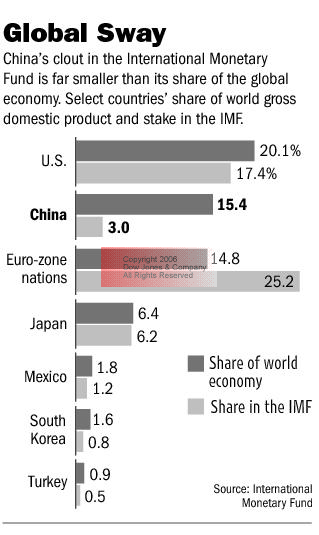 Global Sway
China's clout in the International Monetary
Fund is far smaller than its share of the global
economy. Select countries' share of world gross
domestic product and stake in the IMF.
U.S.
20.1%
17.4%
China
15.4
3.0
Euro-zone
nations
14.8
25.2
Copyright 2006
Dow Jones & Company
All Rights Reserved
Japan
6.4
6.2
Mexico
1.8
1.2
South
Korea
1.6
0.8
Turkey
0.9
0.5
Share of world
economy
Share in the IMF
Source: International
Monetary Fund